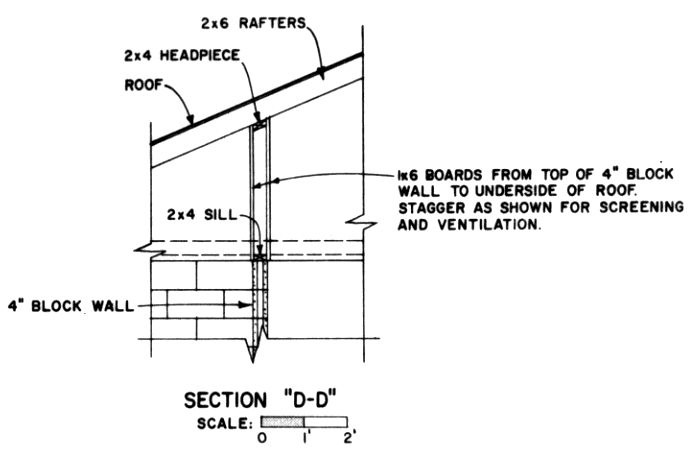 2x6 RAFTERS
2x4 HEADPIECE
ROOF
1x6 BOARDS FROM TOP OF 4" BLOCK
WALL TO UNDERSIDE OF ROOF.
STAGGER AS SHOWN FOR SCREENING
AND VENTILATION.
2x4 SILL
4" BLOCK WALL
SECTION "D-D"
SCALE:
0 1' 2'